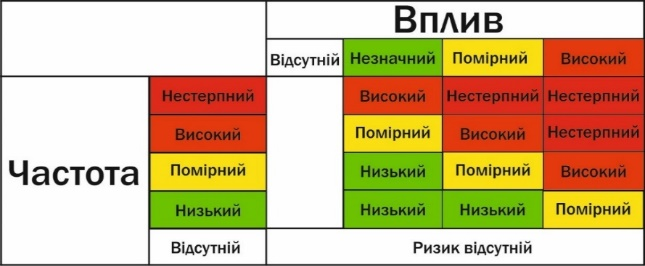 Вплив
Відсутній Незначний Помірний Високий
Частота
Нестерпний Високий Нестерпний Нестерпний
Високий Помірний Високий Нестерпний
Помірний Низький Помірний Високий
Низький Низький Низький Помірний
Відсутній Ризик відсутній